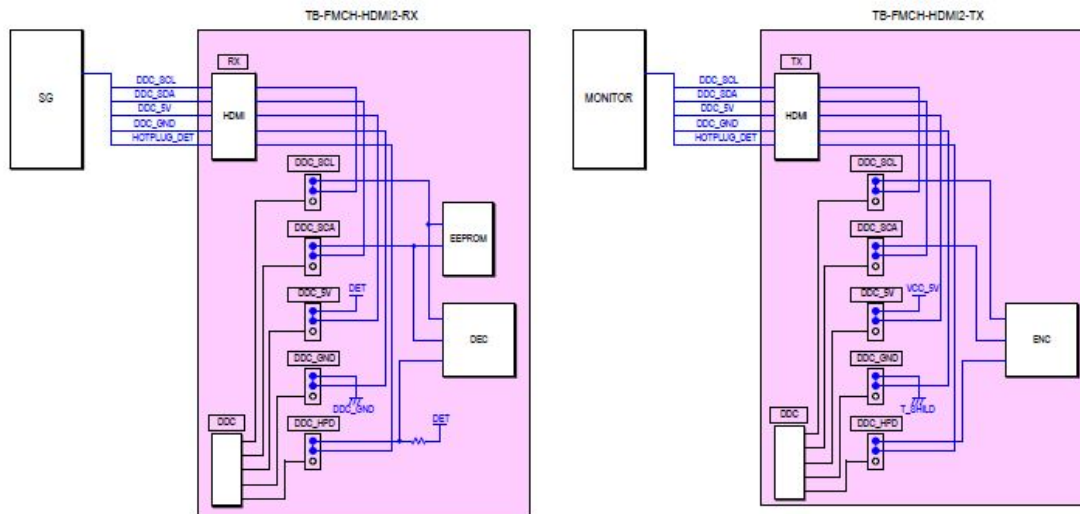 TB-FMCH-HDMI2-RX
SG
DDC_SCL
DDC_SDA
DDC_5V
DDC_GND
HOTPLUG_DET
RX
HDMI
DDC_SCL
DDC_SCA
EEPROM
DDC_5V
DET
DEC
DDC_GND
DDC_GND
DDC
DDC_HPD
DET
TB-FMCH-HDMI2-TX
MONITOR
DDC_SCL
DDC_SDA
DDC_5V
DDC_GND
HOTPLUG_DET
TX
HDMI
DDC_SCL
DDC_SCA
DDC_5V
VCC_5V
ENC
DDC_GND
T_SHILD
DDC
DDC_HPD